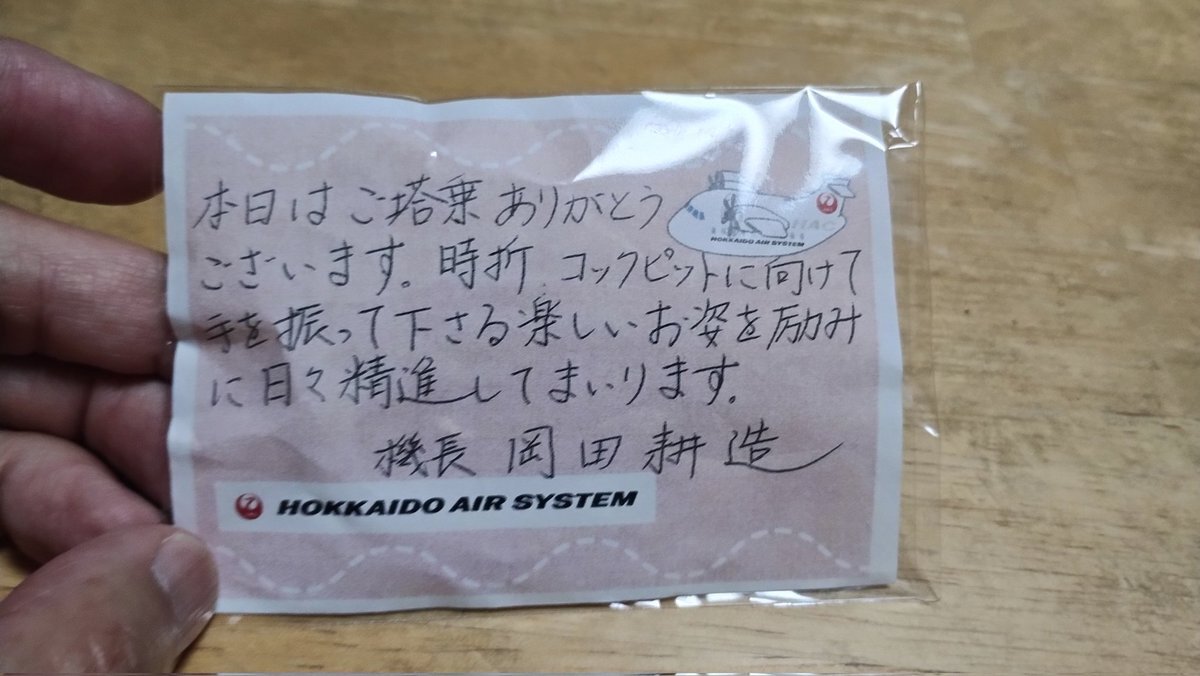 本日はご塔乗ありがとう
ございます。時折 コックピットに向けて
手を振って下さる楽しいお姿を励み
に日々精進してまいります。
機長 岡田耕造
HAC
HOKKAIDO AIR SYSTEM
HOKKAIDO AIR SYSTEM